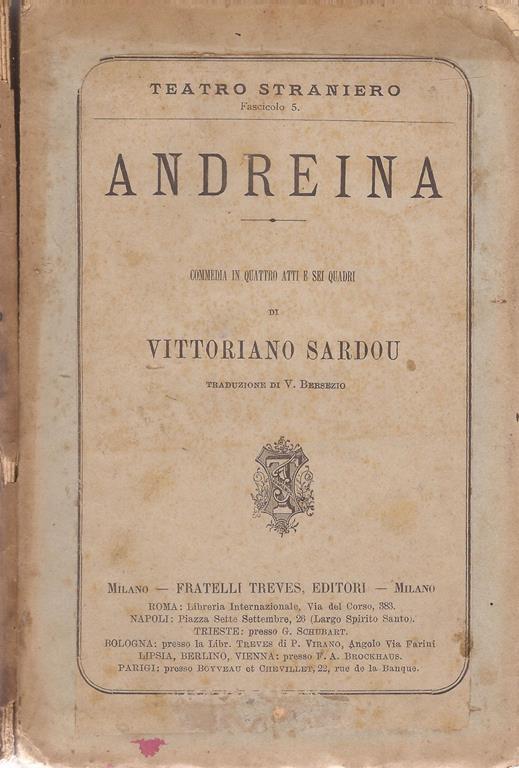 TEATRO STRANIERO
Fascicolo 5.
ANDREINA
COMMEDIA IN QUATTRO ATTI E SEI QUADRI
DI
VITTORIANO SARDOU
TRADUZIONE DI V. BERSEZIO
MILANO — FRATELLI TREVES, EDITORI — MILANO
ROMA: Libreria Internazionale, Via del Corso, 383.
NAPOLI: Piazza Sette Settembre, 26 (Largo Spirito Santo).
TRIESTE: presso G. SCHUBART.
BOLOGNA: presso la Libr. TREVES di P. VIRANO, Angolo Via Farini
LIPSIA, BERLINO, VIENNA: presso F. A. BROCKHAUS.
PARIGI: presso BOYVEAU et CHEVILLET, 22, rue de la Banque.